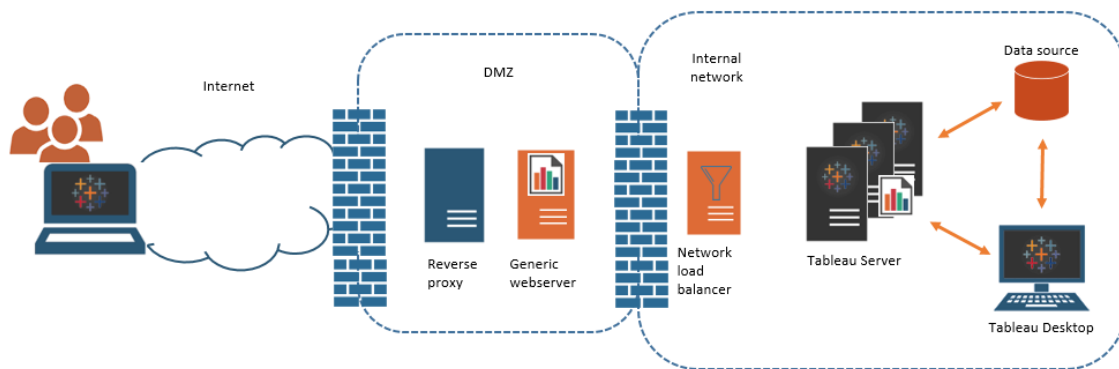 Internet
DMZ
Internal
network
Data source
Reverse
proxy
Generic
webserver
Network
load
balancer
Tableau Server
Tableau Desktop